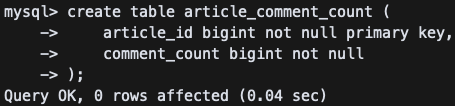 mysql> create table article_comment_count (
    ->     article_id bigint not null primary key,
    ->     comment_count bigint not null
    -> );
Query OK, 0 rows affected (0.04 sec)